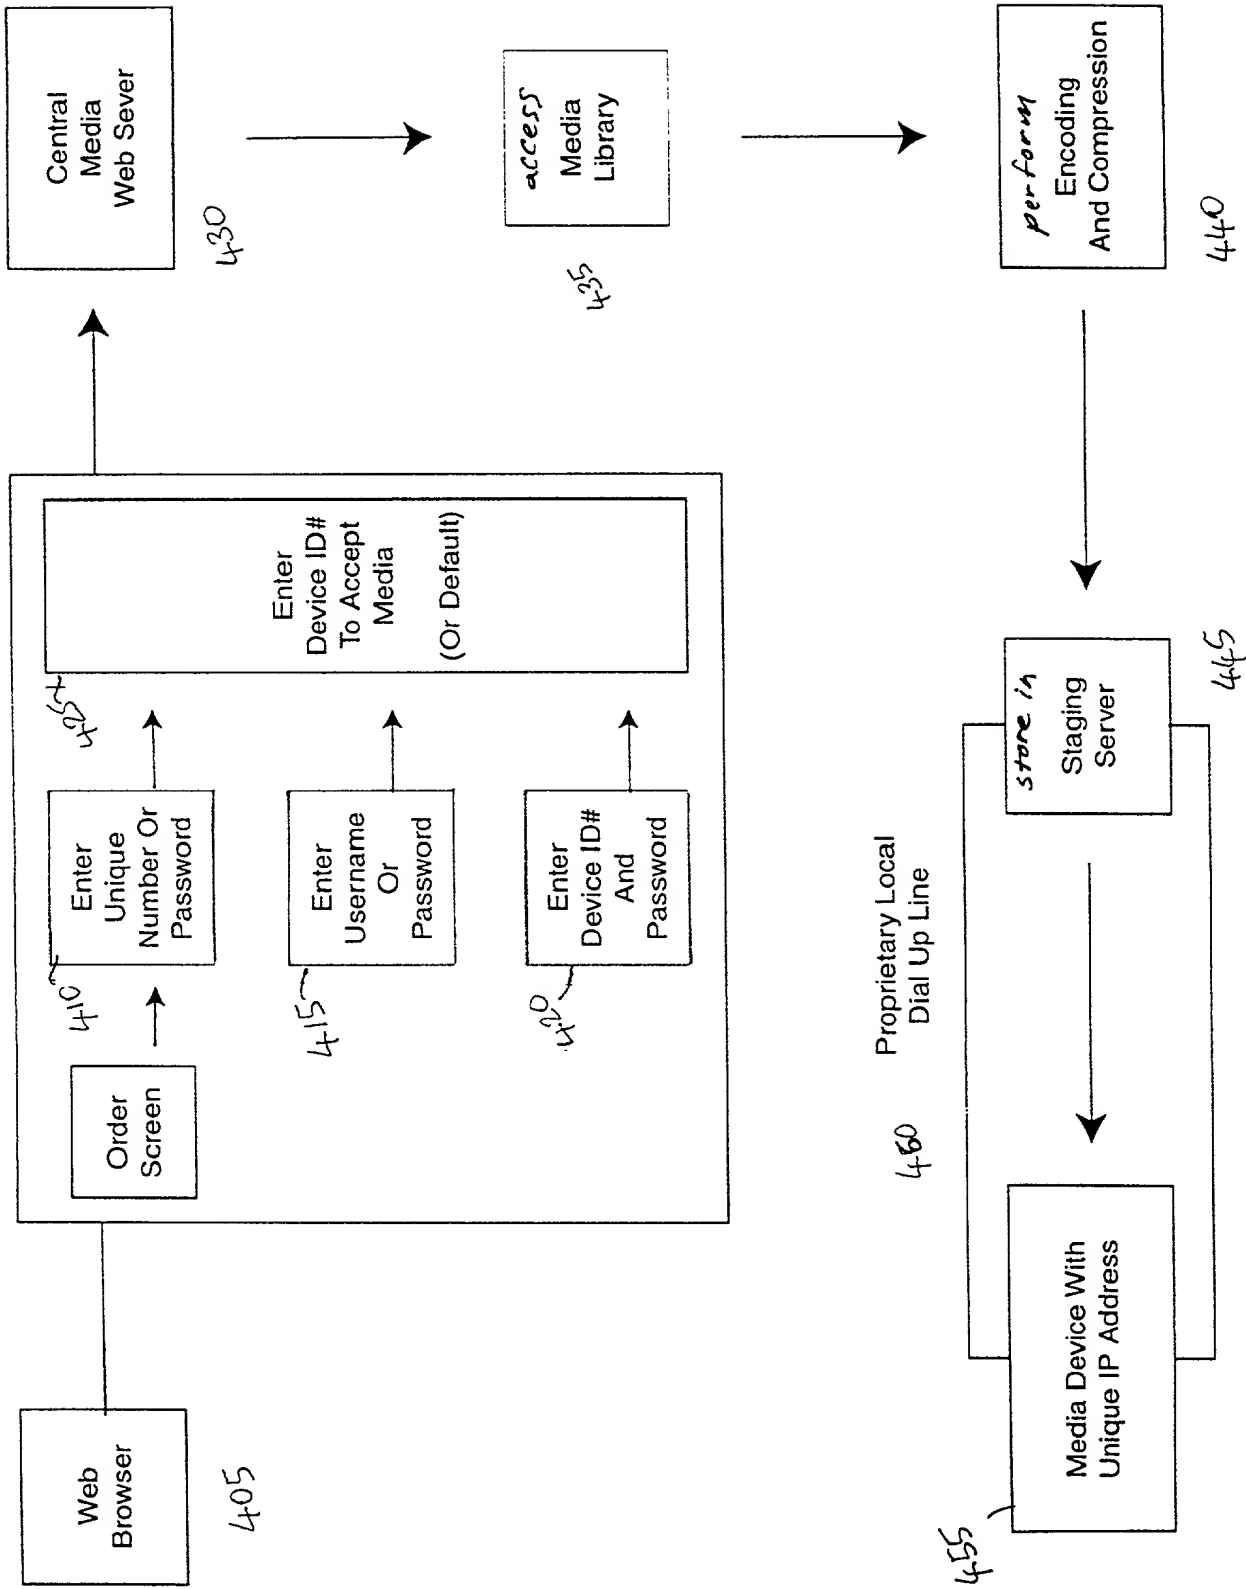 Web
Browser
405
Order
Screen
410
Enter
Unique
Number Or
Password
415
Enter
Username
Or
Password
420
Enter
Device ID#
And
Password
425
Enter
Device ID#
To Accept
Media
(Or Default)
Central
Media
Web Sever
430
access
Media
Library
435
perform
Encoding
And Compression
440
store in
Staging
Server
445
Proprietary Local
Dial Up Line
455
Media Device With
Unique IP Address